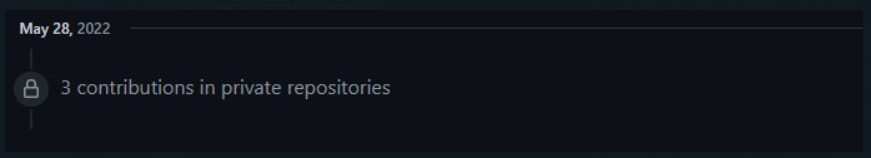 May 28, 2022
3 contributions in private repositories